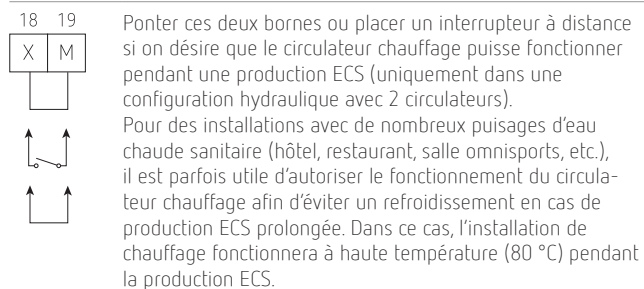 18 19
X M
Ponter ces deux bornes ou placer un interrupteur à distance
si on désire que le circulateur chauffage puisse fonctionner
pendant une production ECS (uniquement dans une
configuration hydraulique avec 2 circulateurs).
Pour des installations avec de nombreux puisages d'eau
chaude sanitaire (hôtel, restaurant, salle omnisports, etc.),
il est parfois utile d'autoriser le fonctionnement du circula-
teur chauffage afin d'éviter un refroidissement en cas de
production ECS prolongée. Dans ce cas, l'installation de
chauffage fonctionnera à haute température (80 °C) pendant
la production ECS.